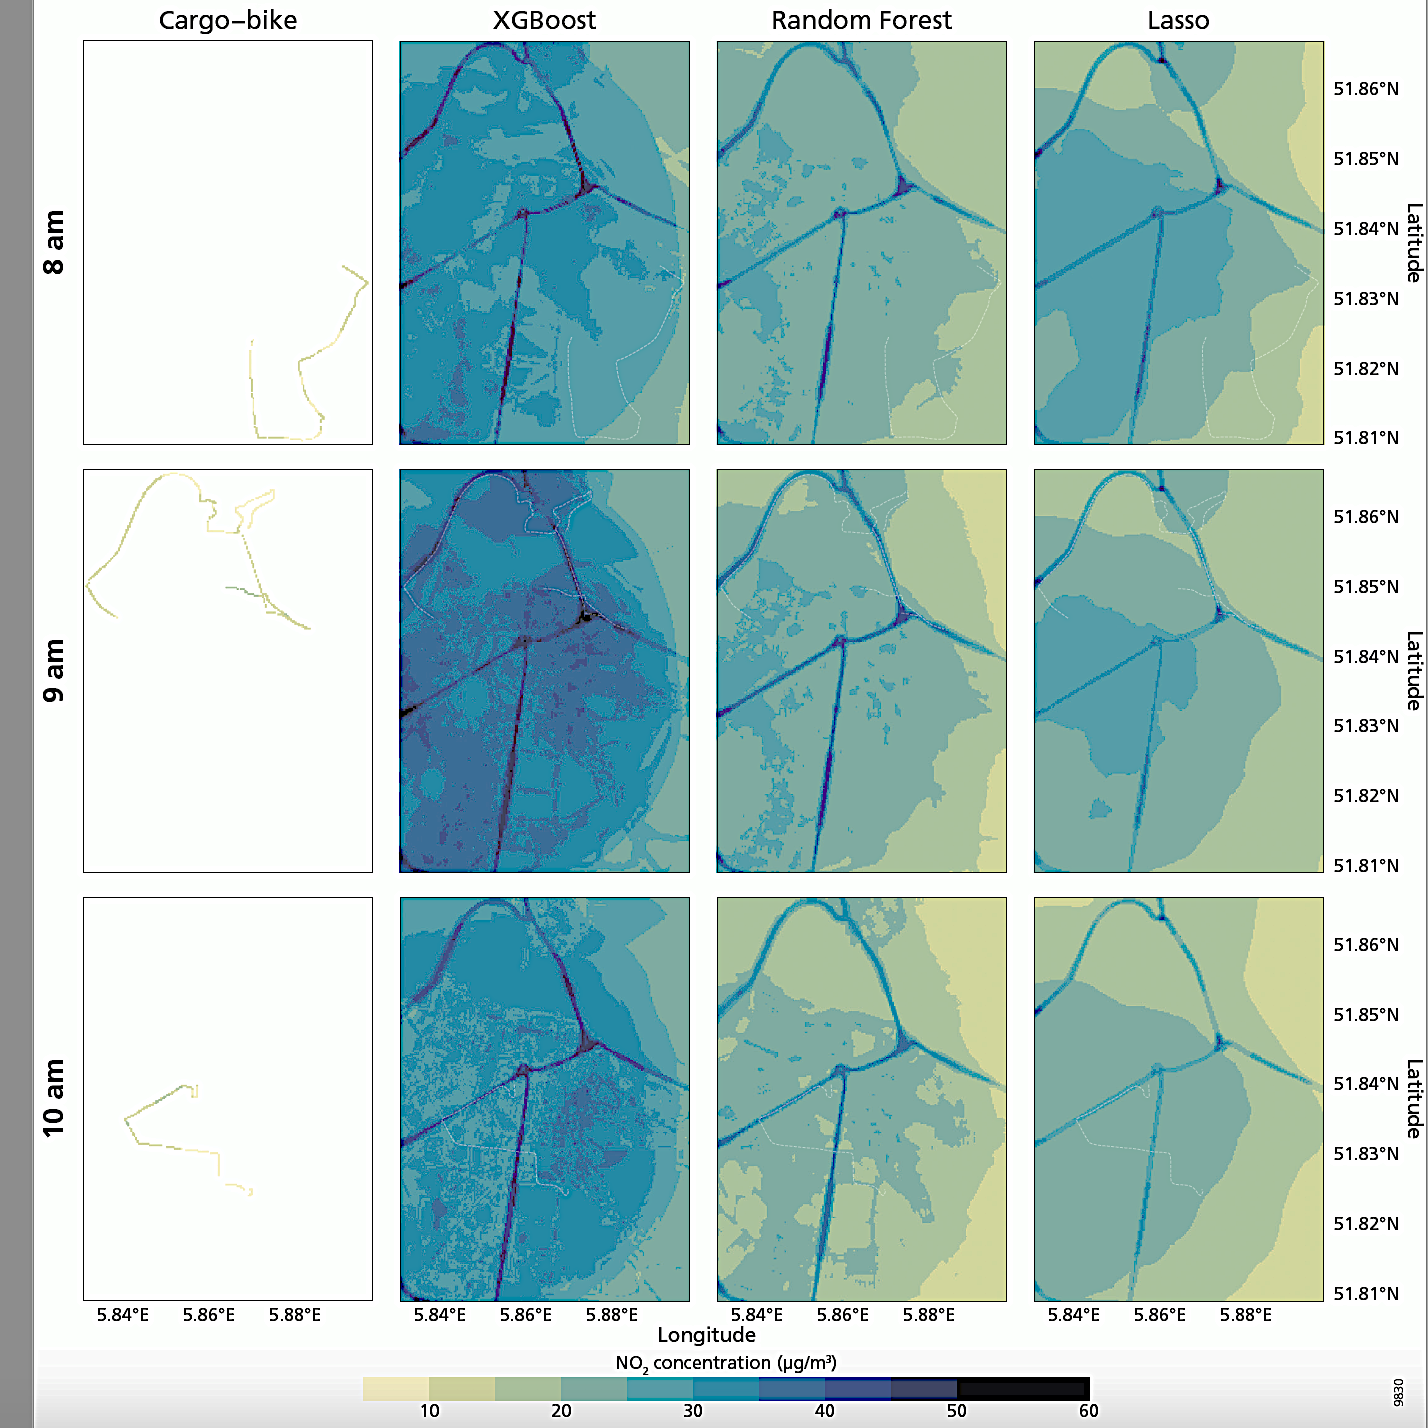 Cargo–bike XGBoost Random Forest Lasso
8 am
51.86°N
51.85°N
51.84°N
51.83°N
51.82°N
51.81°N
Latitude
9 am
51.86°N
51.85°N
51.84°N
51.83°N
51.82°N
51.81°N
Latitude
10 am
51.86°N
51.85°N
51.84°N
51.83°N
51.82°N
51.81°N
Latitude
5.84°E 5.86°E 5.88°E 5.84°E 5.86°E 5.88°E 5.84°E 5.86°E 5.88°E 5.84°E 5.86°E 5.88°E
Longitude
NO₂ concentration (µg/m³)
10 20 30 40 50 60
9830